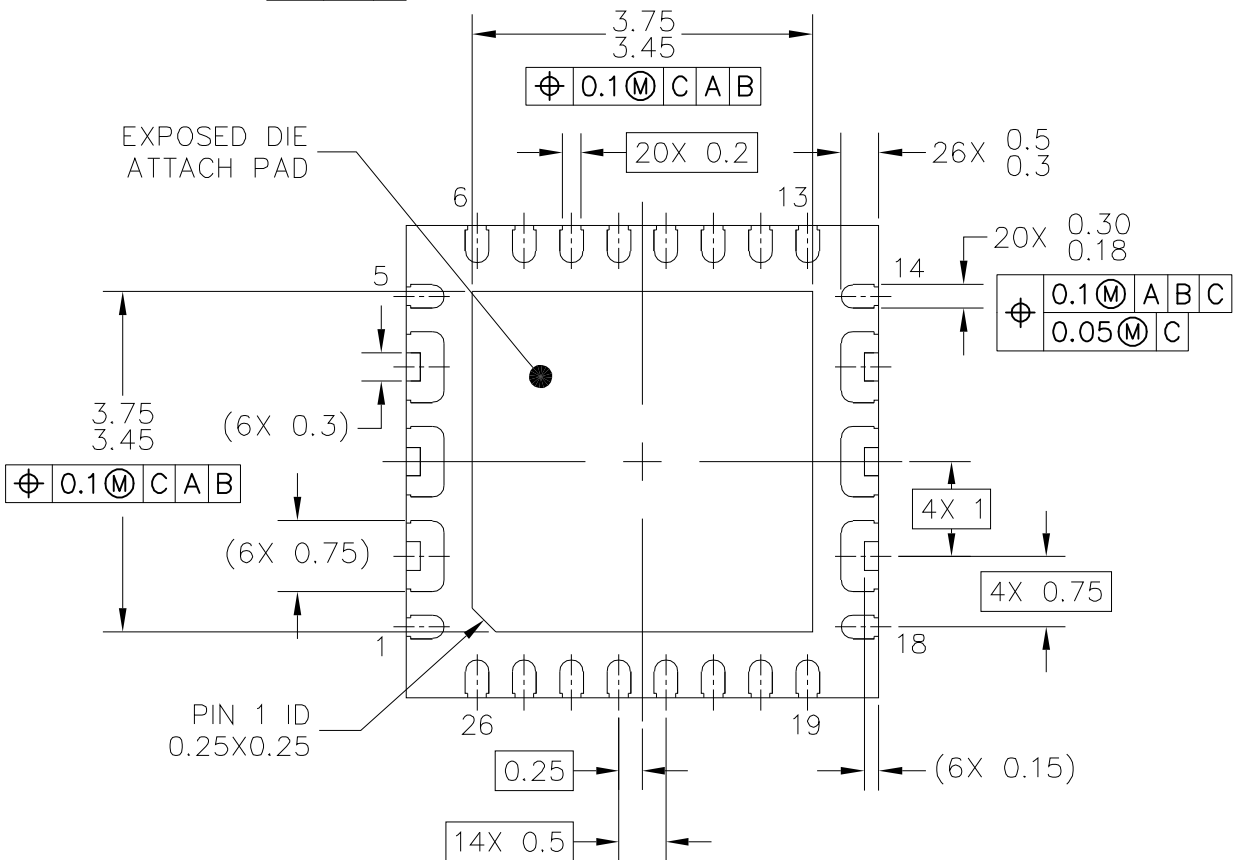 3.75
3.45
⌖ 0.1Ⓜ C A B
EXPOSED DIE
ATTACH PAD
20X 0.2
26X 0.5
0.3
6
13
20X 0.30
0.18
5
14
⌖ 0.1Ⓜ A B C
0.05Ⓜ C
3.75
3.45
(6X 0.3)
⌖ 0.1Ⓜ C A B
4X 1
(6X 0.75)
4X 0.75
1
18
PIN 1 ID
0.25X0.25
26
19
0.25
(6X 0.15)
14X 0.5